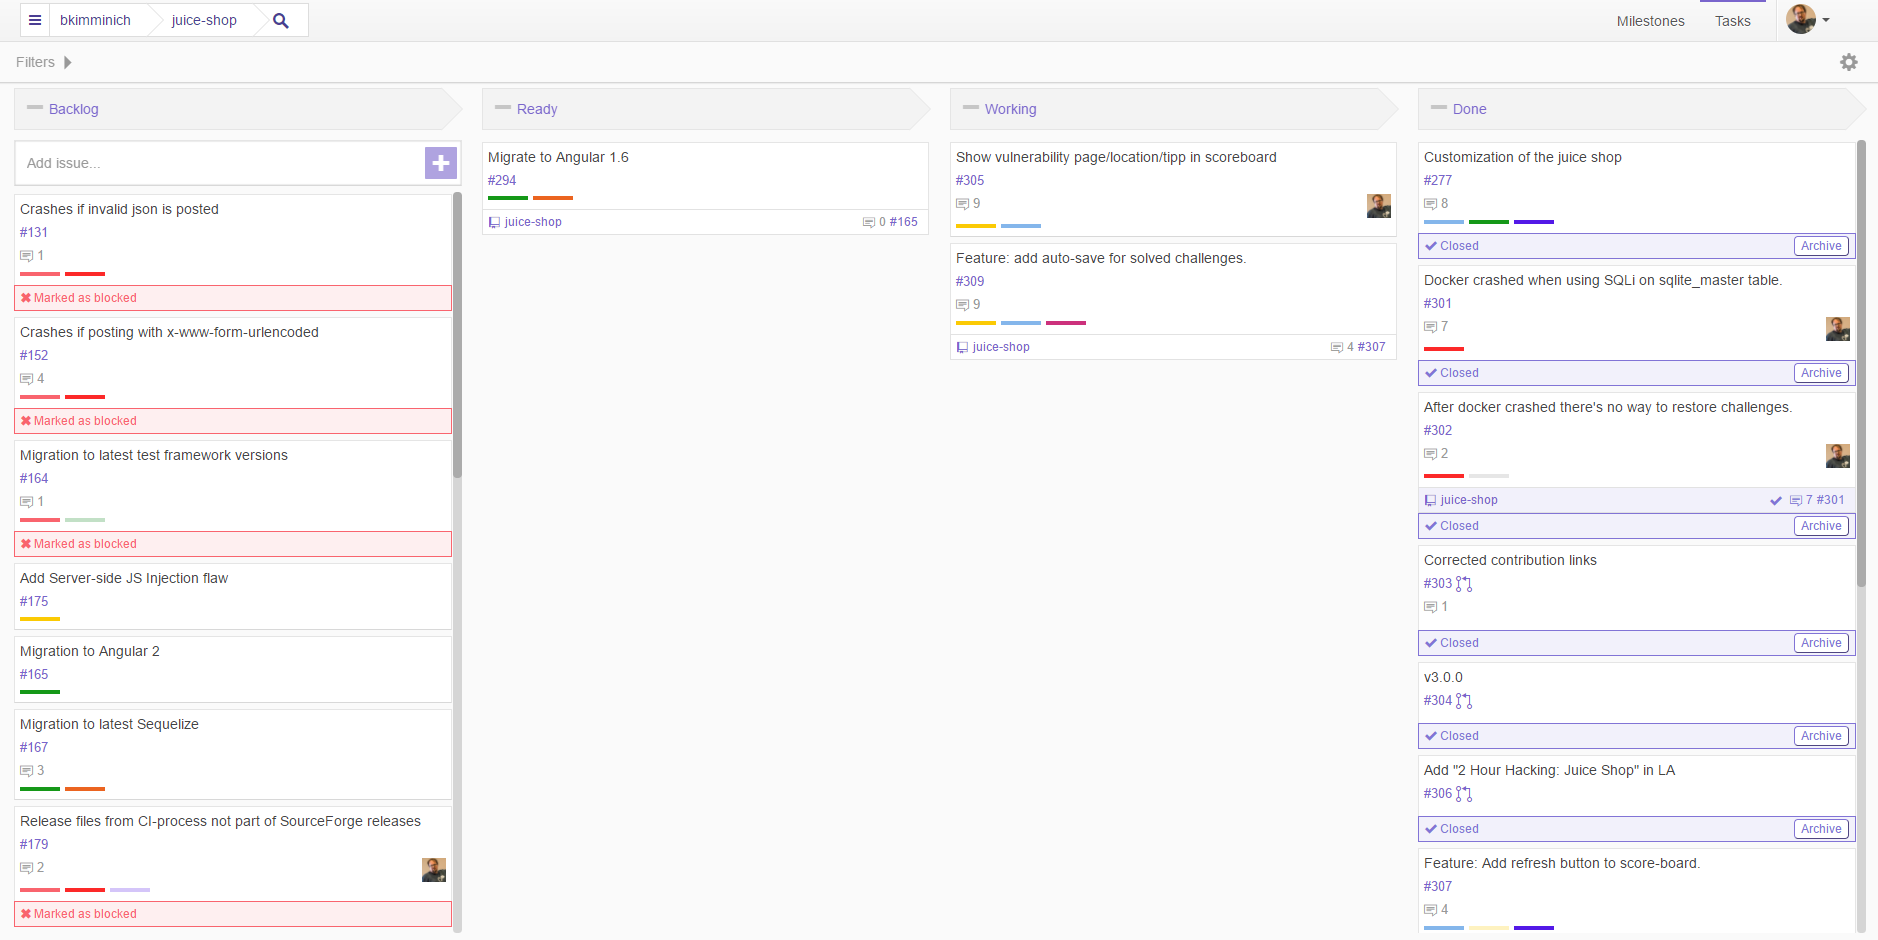 bkimminich
juice-shop
Milestones
Tasks
Filters
Backlog
Add issue...
Crashes if invalid json is posted
#131
1
Marked as blocked
Crashes if posting with x-www-form-urlencoded
#152
4
Marked as blocked
Migration to latest test framework versions
#164
1
Marked as blocked
Add Server-side JS Injection flaw
#175
Migration to Angular 2
#165
Migration to latest Sequelize
#167
3
Release files from CI-process not part of SourceForge releases
#179
2
Marked as blocked
Ready
Migrate to Angular 1.6
#294
juice-shop 0 #165
Working
Show vulnerability page/location/tipp in scoreboard
#305
9
Feature: add auto-save for solved challenges.
#309
9
juice-shop 4 #307
Done
Customization of the juice shop
#277
8
Closed Archive
Docker crashed when using SQLi on sqlite_master table.
#301
7
Closed Archive
After docker crashed there's no way to restore challenges.
#302
2
juice-shop 7 #301
Closed Archive
Corrected contribution links
#303
1
Closed Archive
v3.0.0
#304
Closed Archive
Add "2 Hour Hacking: Juice Shop" in LA
#306
Closed Archive
Feature: Add refresh button to score-board.
#307
4